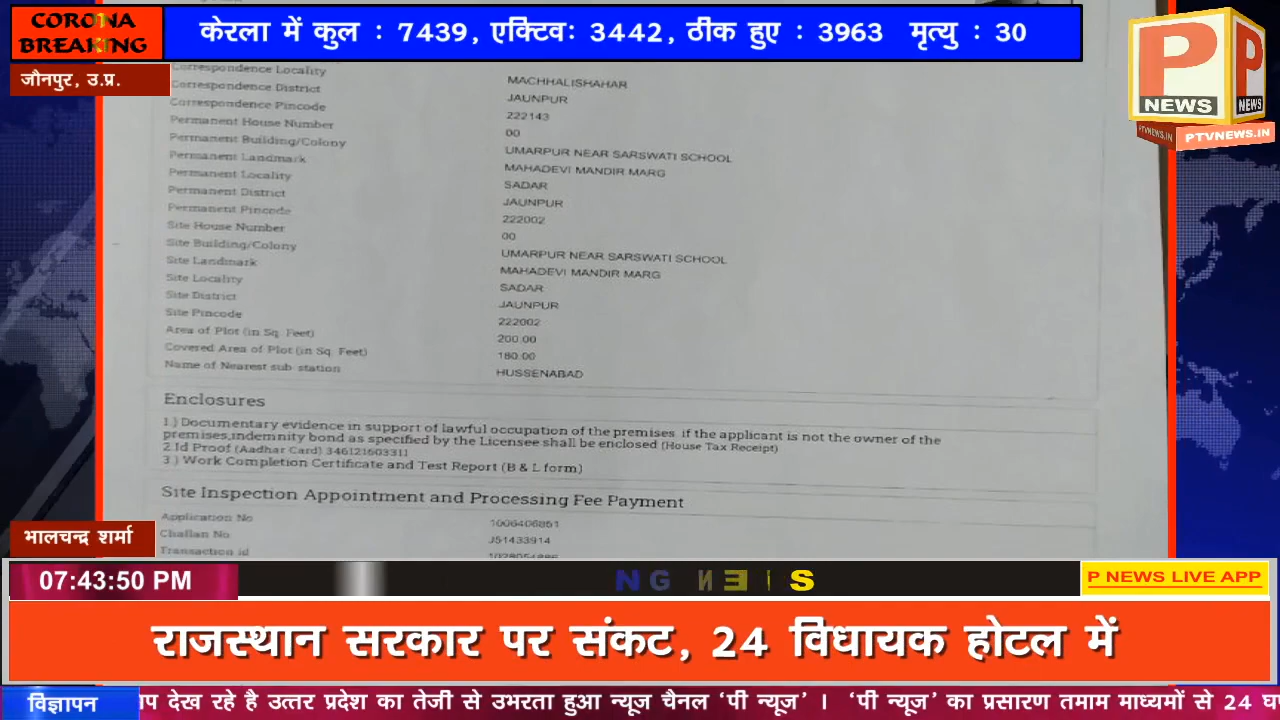 CORONA
BREAKING
केरला में कुल : 7439, एक्टिवः 3442, ठीक हुए : 3963 मृत्यु : 30
जौनपुर, उ.प्र.
P
NEWS
P
NEWS
PTVNEWS.IN
PTVNEWS.IN
Correspondence Locality MACHHALISHAHAR
Correspondence District JAUNPUR
Correspondence Pincode 222143
Permanent House Number 00
Permanent Building/Colony UMARPUR NEAR SARSWATI SCHOOL
Permanent Landmark MAHADEVI MANDIR MARG
Permanent Locality SADAR
Permanent District JAUNPUR
Permanent Pincode 222002
Site House Number 00
Site Building/Colony UMARPUR NEAR SARSWATI SCHOOL
Site Landmark MAHADEVI MANDIR MARG
Site Locality SADAR
Site District JAUNPUR
Site Pincode 222002
Area of Plot (in Sq. Feet) 200.00
Covered Area of Plot (in Sq. Feet) 180.00
Name of Nearest sub station HUSSENABAD
Enclosures
1.) Documentary evidence in support of lawful occupation of the premises if the applicant is not the owner of the
premises,indemnity bond as specified by the Licensee shall be enclosed (House Tax Receipt)
2.Id Proof (Aadhar Card) 346121603311
3.) Work Completion Certificate and Test Report (B & L form)
Site Inspection Appointment and Processing Fee Payment
Application No 1006406861
Challan No J51433914
Transaction id
भालचन्द्र शर्मा
07:43:50 PM
P NEWS LIVE APP
राजस्थान सरकार पर संकट, 24 विधायक होटल में
विज्ञापन
देख रहे है उत्तर प्रदेश का तेजी से उभरता हुआ न्यूज चैनल ‘पी न्यूज’ । ‘पी न्यूज’ का प्रसारण तमाम माध्यमों से 24